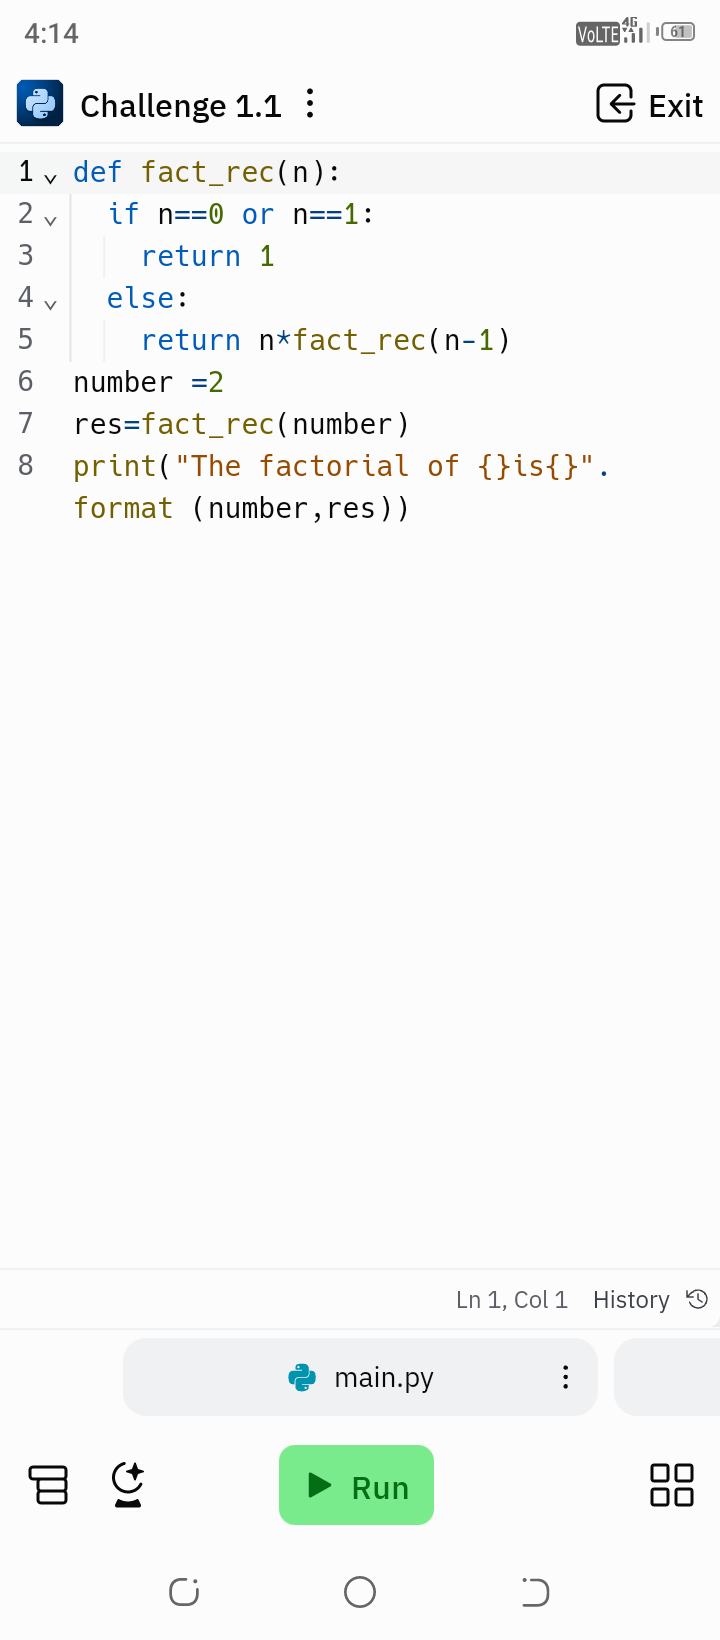 4:14 VoLTE 4G 61
Challenge 1.1 Exit
1 def fact_rec(n):
2 if n==0 or n==1:
3 return 1
4 else:
5 return n*fact_rec(n-1)
6 number =2
7 res=fact_rec(number)
8 print("The factorial of {}is{}".
format (number,res))
Ln 1, Col 1 History
main.py
Run